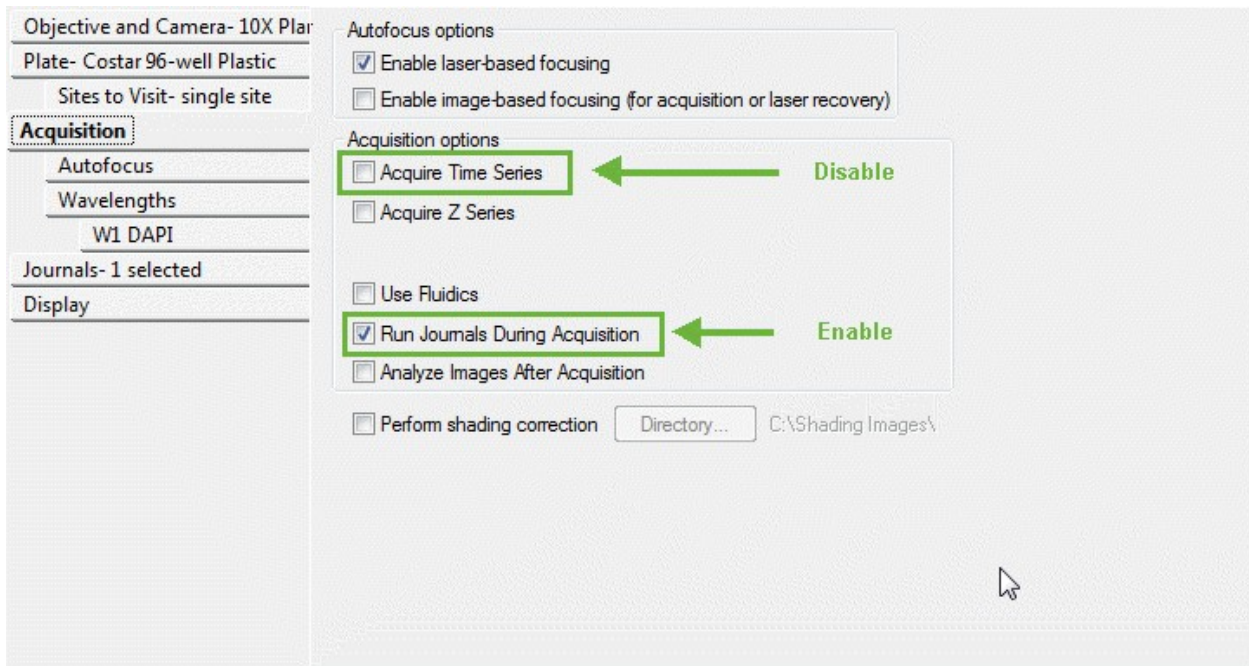 Objective and Camera- 10X Plan
Plate- Costar 96-well Plastic
Sites to Visit- single site
Acquisition
Autofocus
Wavelengths
W1 DAPI
Journals- 1 selected
Display
Autofocus options
Enable laser-based focusing
Enable image-based focusing (for acquisition or laser recovery)
Acquisition options
Acquire Time Series
Disable
Acquire Z Series
Use Fluidics
Run Journals During Acquisition
Enable
Analyze Images After Acquisition
Perform shading correction
Directory...
C:\Shading Images\